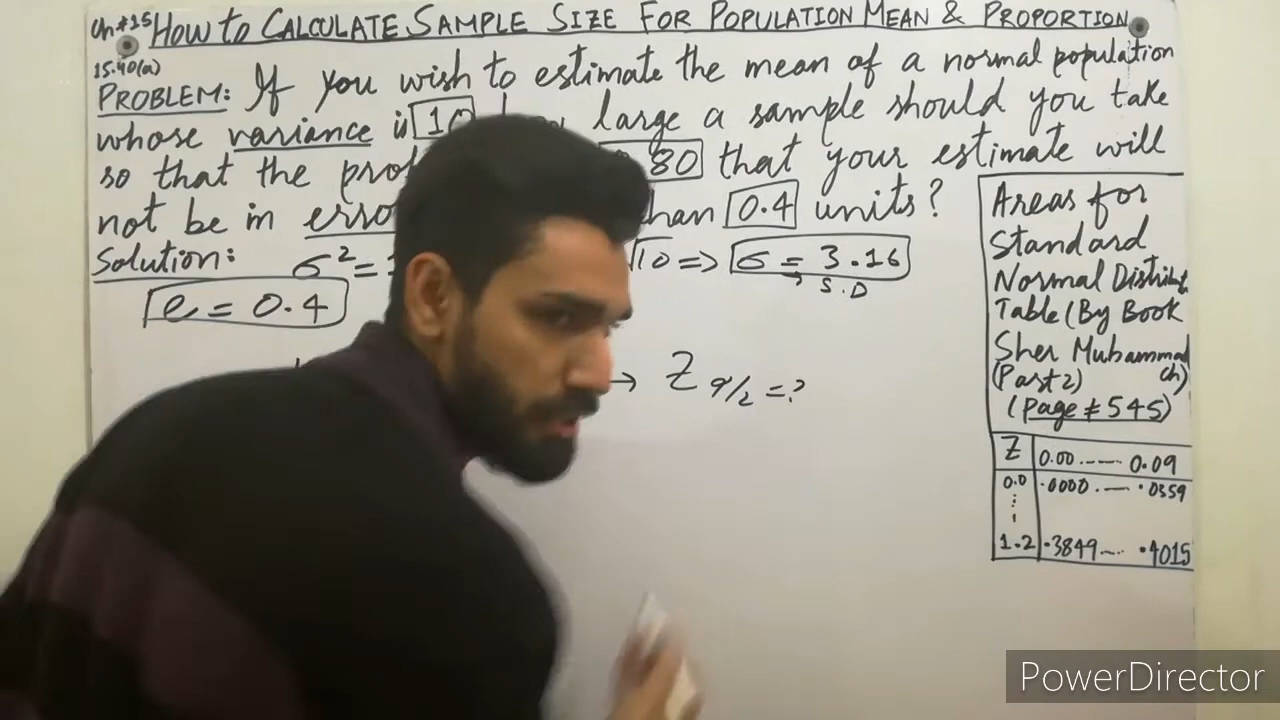 Ch#15 HOW to CALCULATE SAMPLE SIZE FOR POPULATION MEAN & PROPORTION
15.40(a)
PROBLEM: If you wish to estimate the mean of a normal population
whose variance is 10 large a sample should you take
so that the 80 that your estimate will
not be in than 0.4 units?
Solution: σ² = √10 => σ = 3.16
S.D
e = 0.4
→ Z α/2 = ?
Areas for
Standard
Normal Distribut.
Table (By Book
Sher Muhammad
(Part 2) ch)
(Page # 545)
Z 0.00 ..... 0.09
0.0 .0000 .... .0359
1.2 .3849 .... .4015
PowerDirector